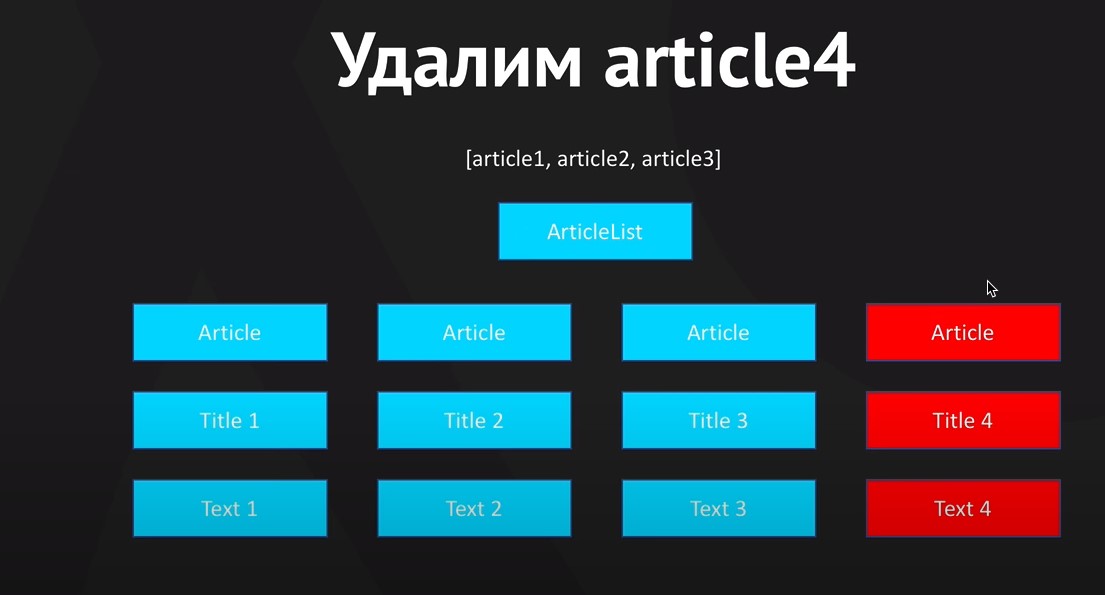 Удалим article4
[article1, article2, article3]
ArticleList
Article Article Article Article
Title 1 Title 2 Title 3 Title 4
Text 1 Text 2 Text 3 Text 4